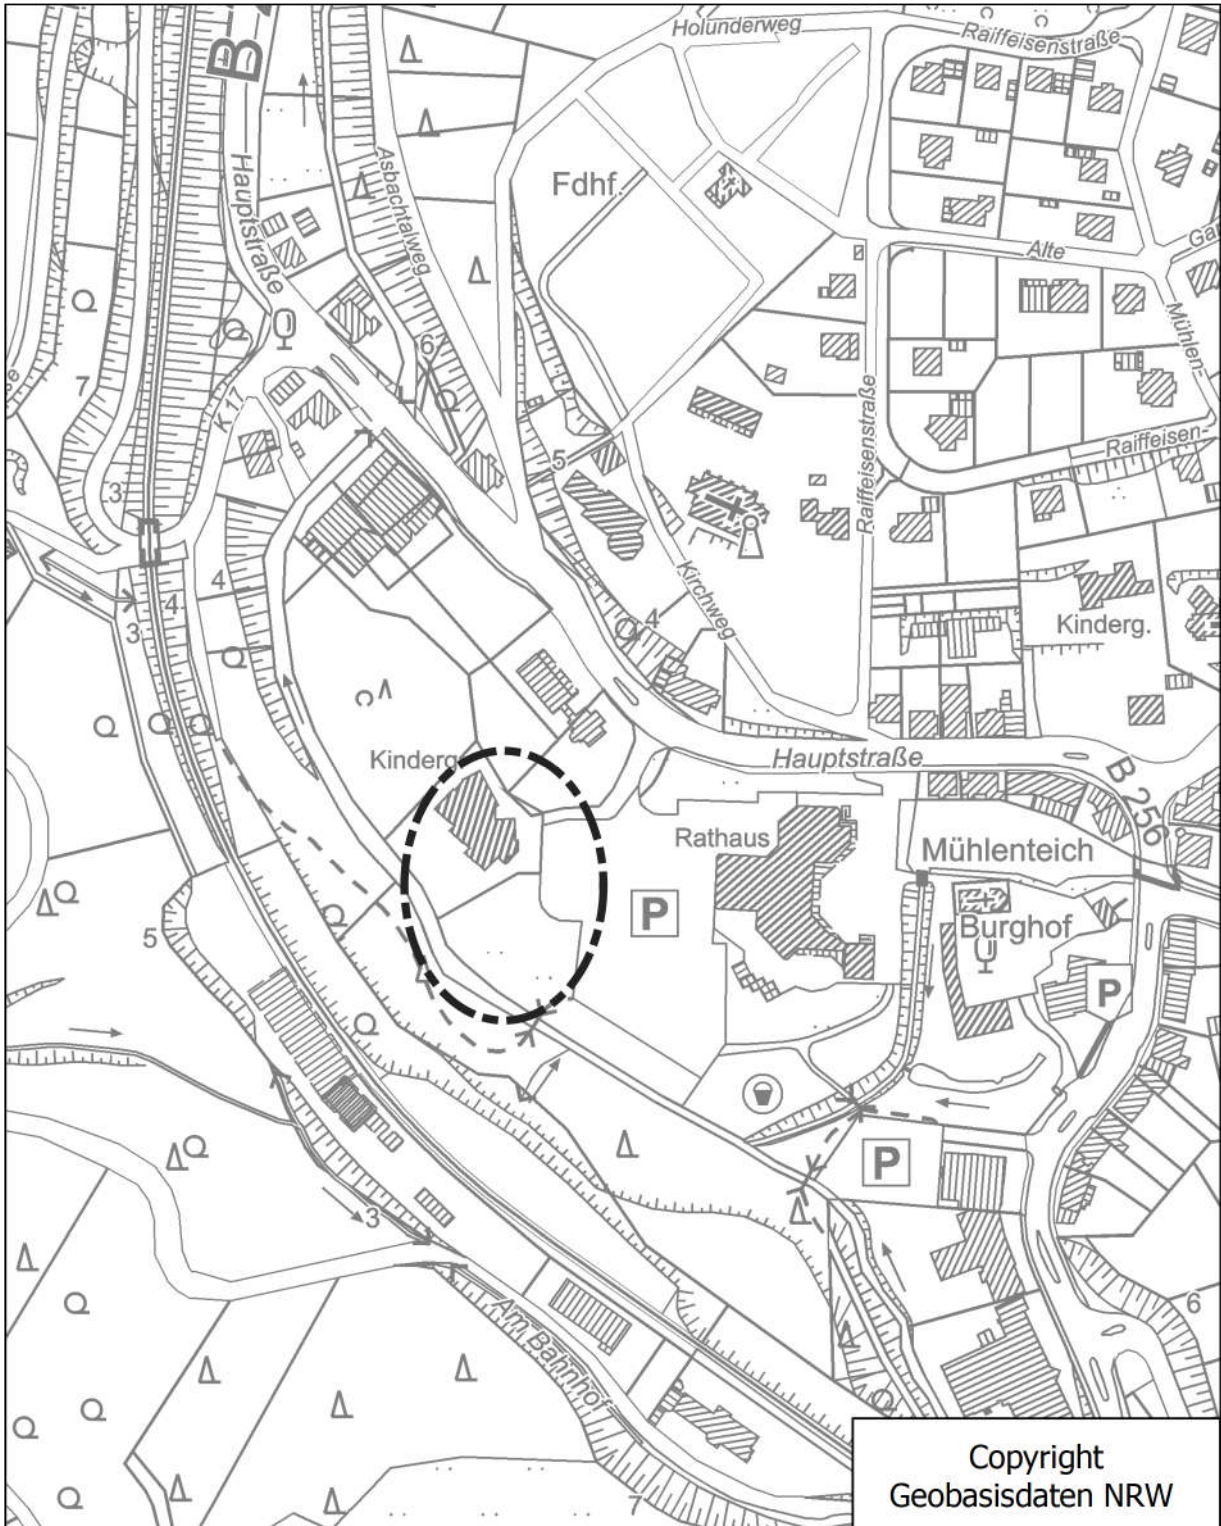 Holunderweg
Raiffeisenstraße
B
Hauptstraße
Asbachtalweg
Fdhf.
Alte
Mühlen-
6
7
K 17
3
5
Raiffeisenstraße
Raiffeisen-
4
4
3
Kirchweg
4
Kinderg.
Kinderg.
Hauptstraße
B 256
Rathaus
Mühlenteich
P
Burghof
P
5
P
3
6
Am Bahnhof
7
Copyright
Geobasisdaten NRW